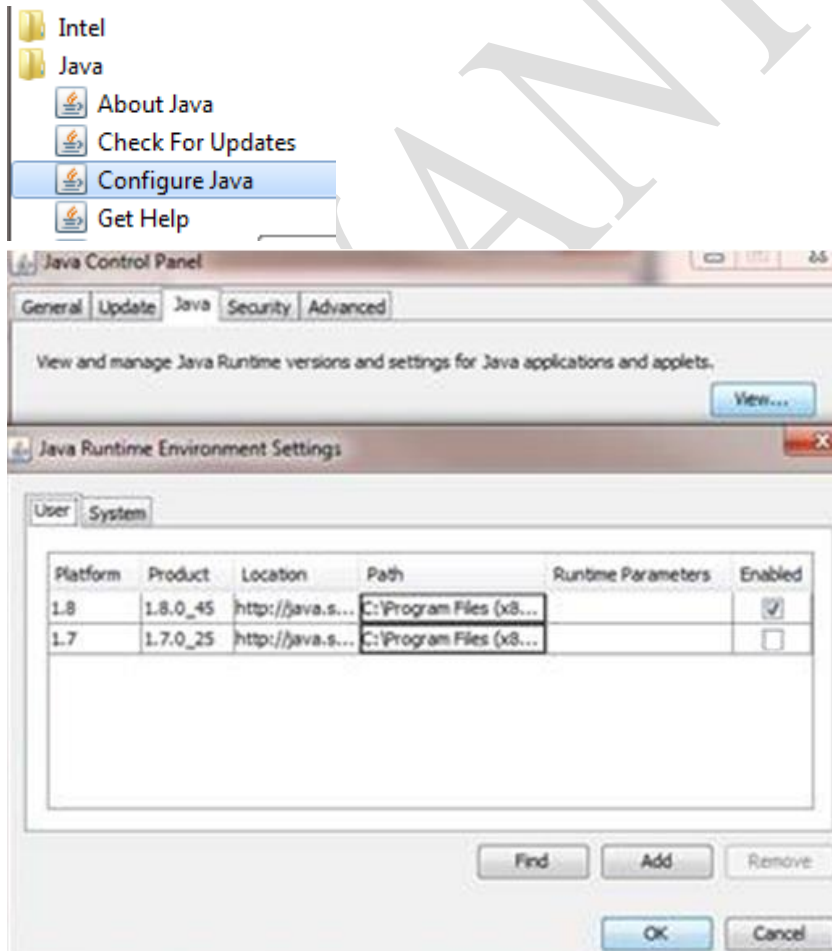 Intel
Java
About Java
Check For Updates
Configure Java
Get Help
Java Control Panel
General Update Java Security Advanced
View and manage Java Runtime versions and settings for Java applications and applets.
View...
Java Runtime Environment Settings
User System
Platform Product Location Path Runtime Parameters Enabled
1.8 1.8.0_45 http://java.s... C:\Program Files (x8...
1.7 1.7.0_25 http://java.s... C:\Program Files (x8...
Find Add Remove
OK Cancel